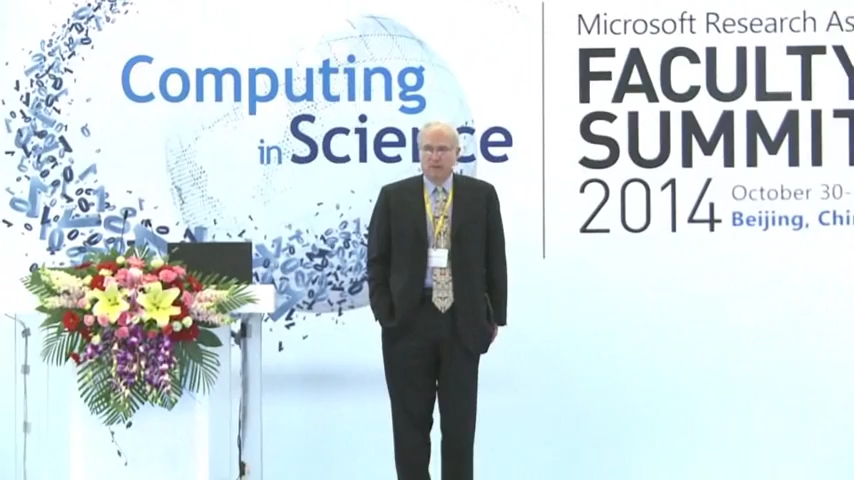 Computing
in Science
Microsoft Research As
FACULTY
SUMMIT
2014 October 30-
Beijing, Chi